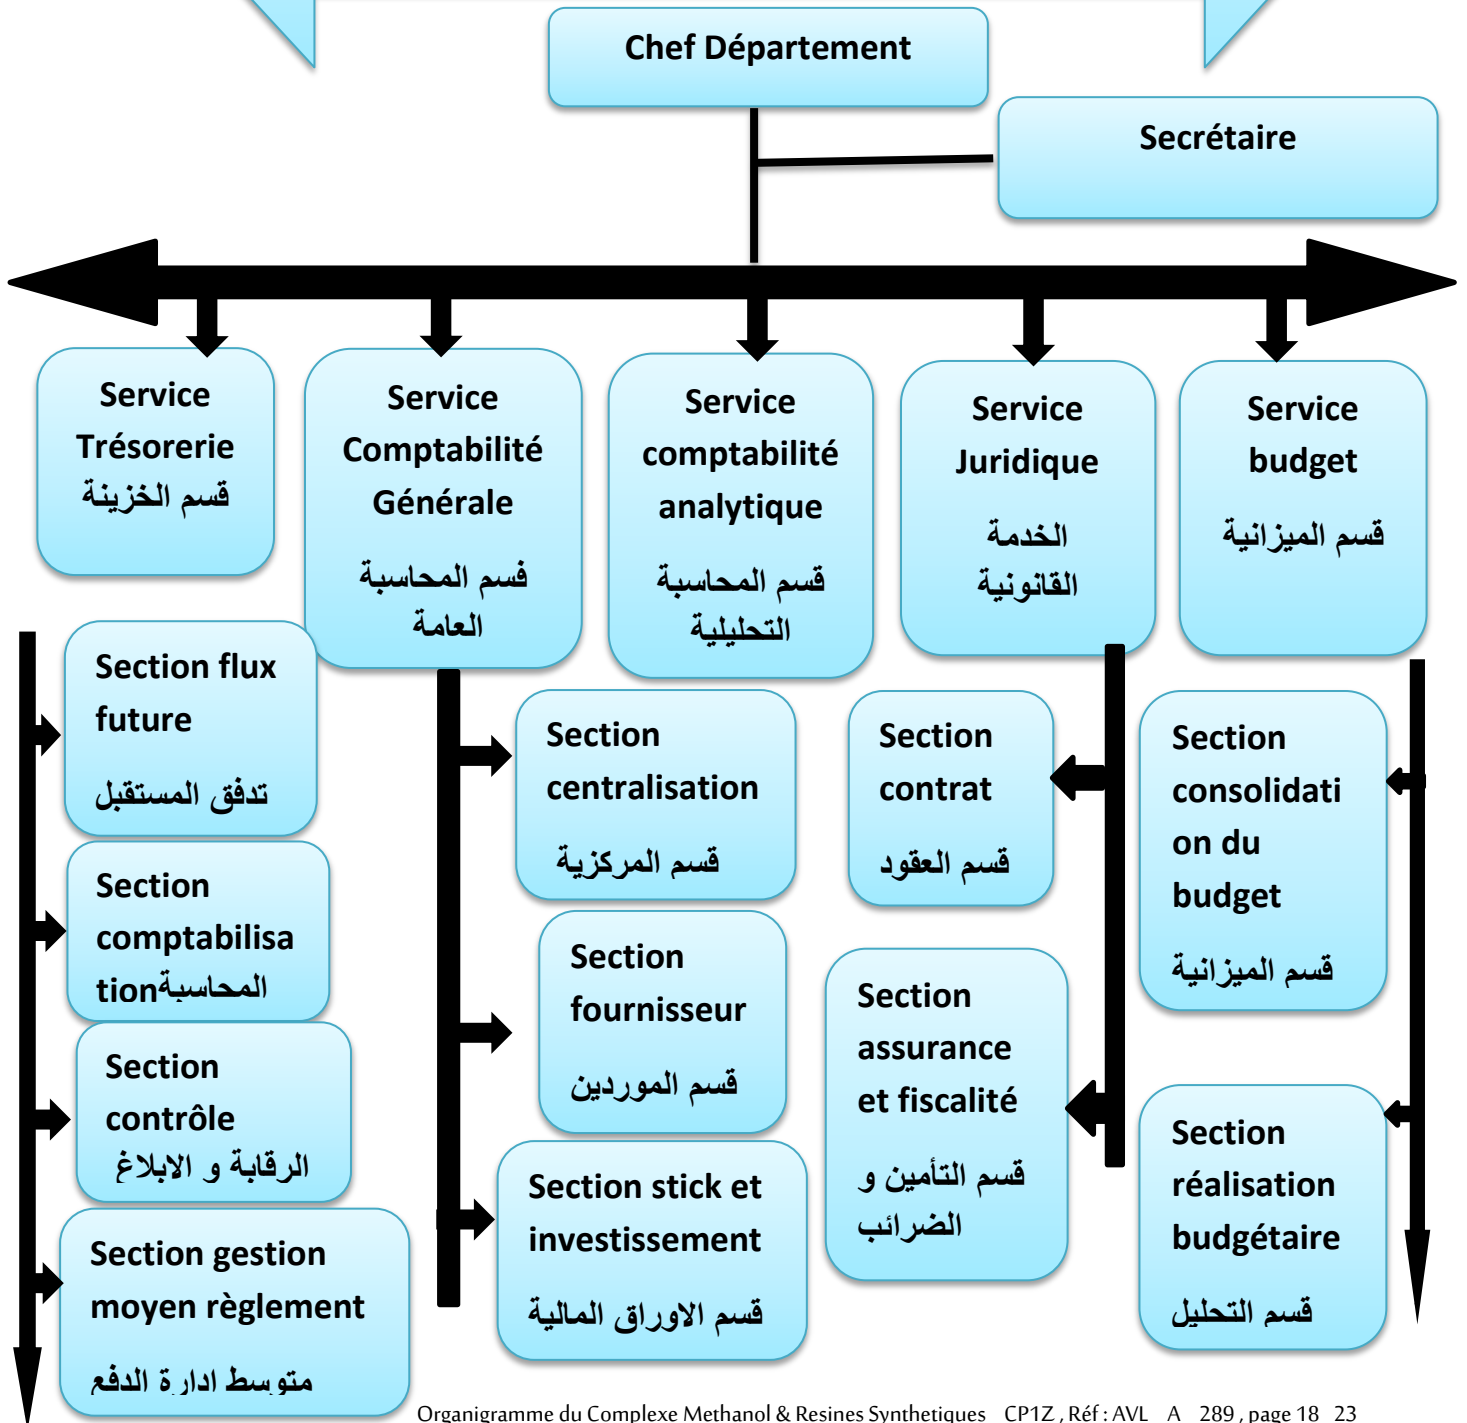 Chef Département
Secrétaire
Service
Trésorerie
قسم الخزينة
Service
Comptabilité
Générale
فسم المحاسبة
العامة
Service
comptabilité
analytique
قسم المحاسبة
التحليلية
Service
Juridique
الخدمة
القانونية
Service
budget
قسم الميزانية
Section flux
future
تدفق المستقبل
Section
comptabilisa
tionالمحاسبة
Section
contrôle
الرقابة و الابلاغ
Section gestion
moyen règlement
متوسط ادارة الدفع
Section
centralisation
قسم المركزية
Section
fournisseur
قسم الموردين
Section stick et
investissement
قسم الاوراق المالية
Section
contrat
قسم العقود
Section
assurance
et fiscalité
قسم التأمين و
الضرائب
Section
consolidati
on du
budget
قسم الميزانية
Section
réalisation
budgétaire
قسم التحليل
Organigramme du Complexe Methanol & Resines Synthetiques CP1Z , Réf : AVL A 289 , page 18 23